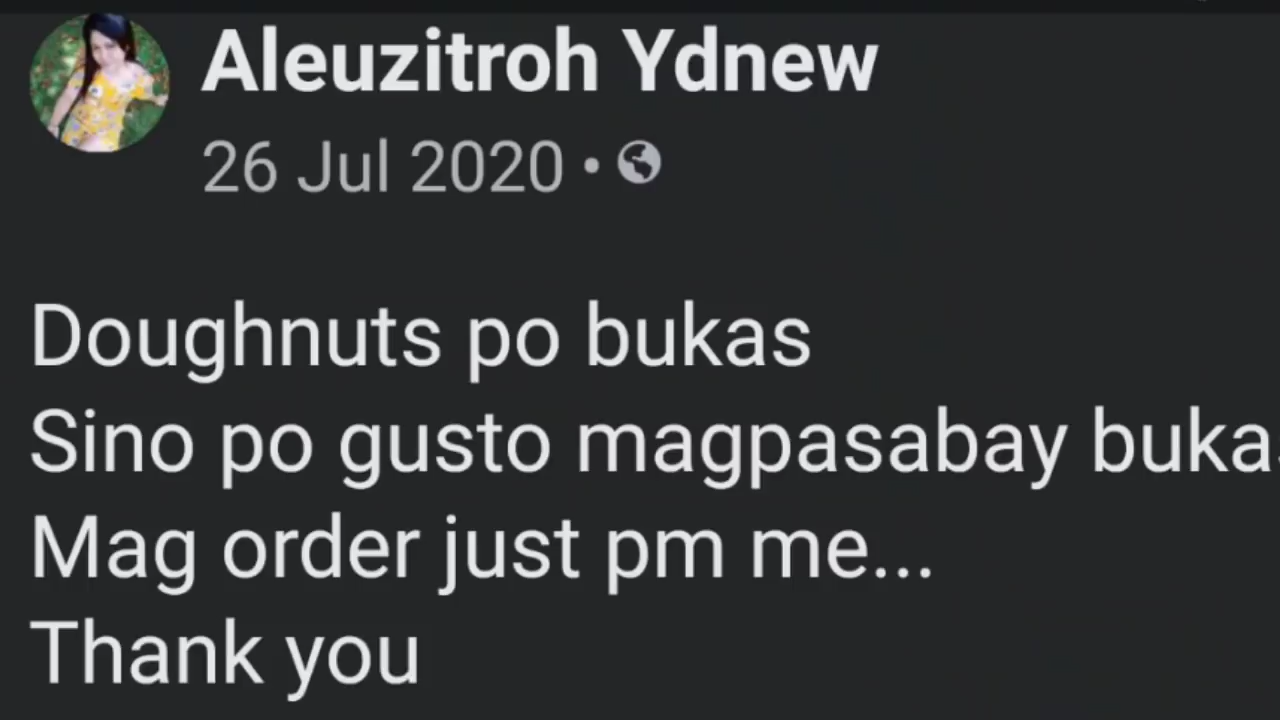 Aleuzitroh Ydnew
26 Jul 2020 •
Doughnuts po bukas
Sino po gusto magpasabay bukas
Mag order just pm me...
Thank you